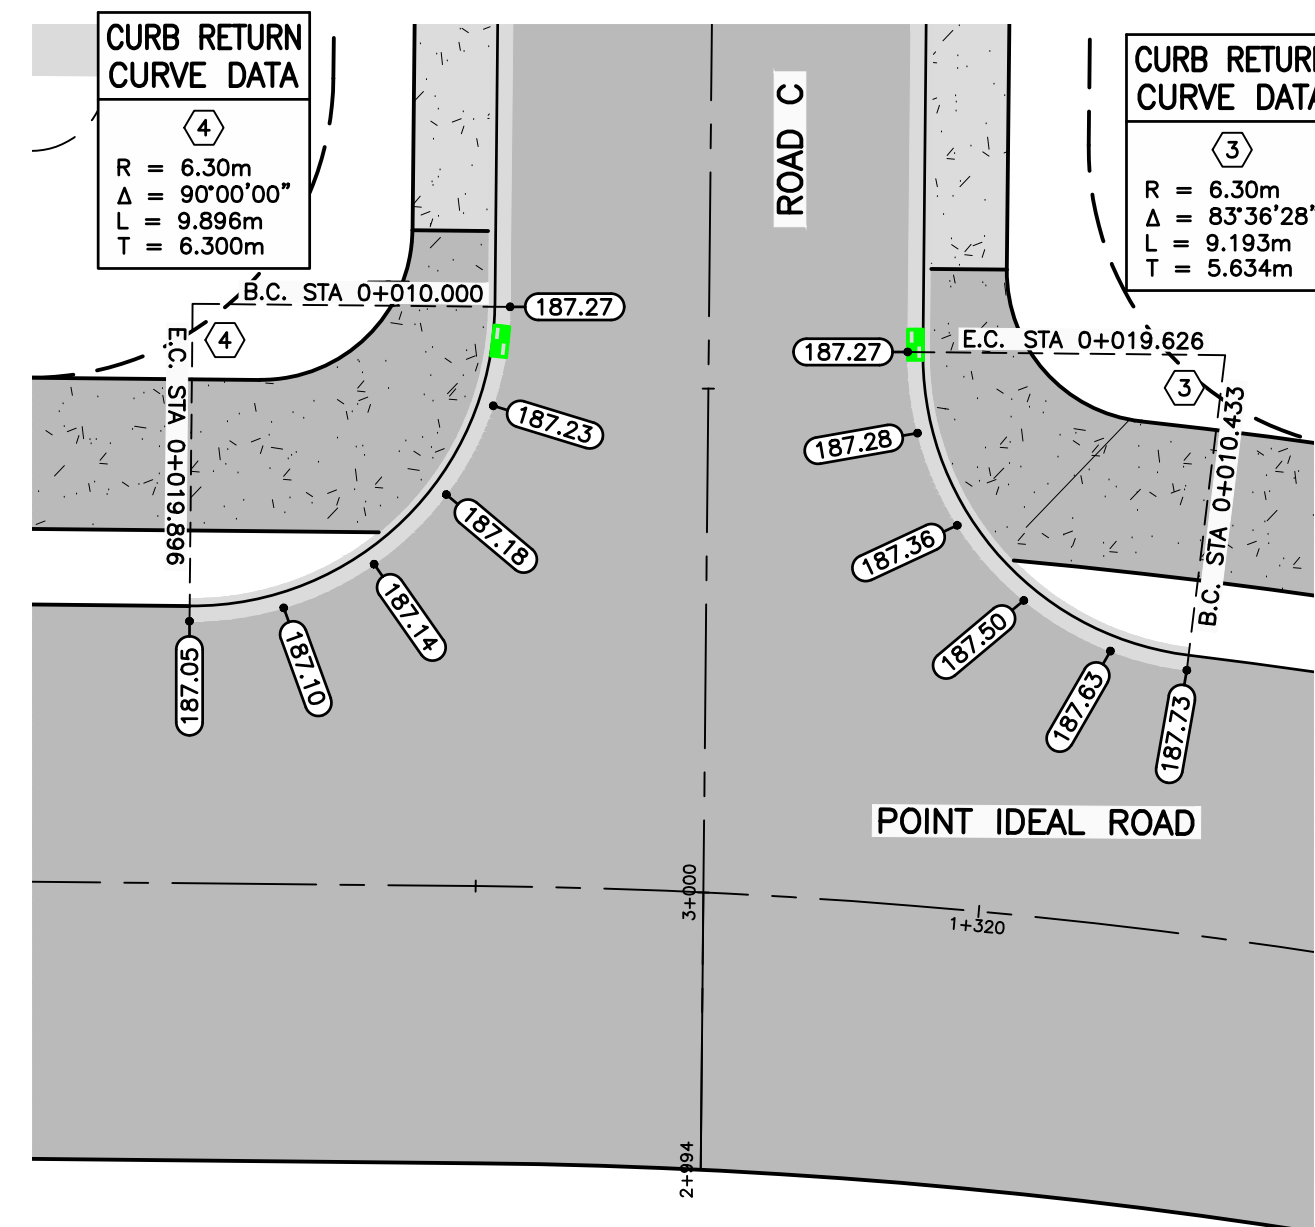 CURB RETURN
CURVE DATA
4
R = 6.30m
Δ = 90°00'00"
L = 9.896m
T = 6.300m
CURB RETUR
CURVE DATA
3
R = 6.30m
Δ = 83°36'28"
L = 9.193m
T = 5.634m
ROAD C
B.C. STA 0+010.000
187.27
4
E.C. STA 0+019.896
187.23
187.18
187.14
187.10
187.05
187.27
E.C. STA 0+019.626
3
B.C. STA 0+010.433
187.28
187.36
187.50
187.63
187.73
POINT IDEAL ROAD
3+000
1+320
2+994